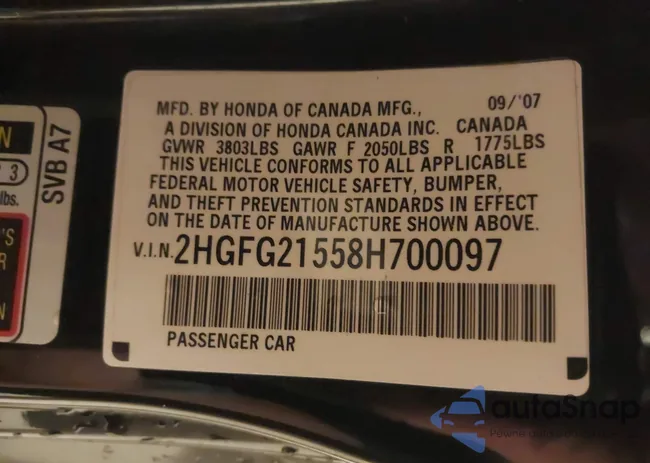 MFD. BY HONDA OF CANADA MFG., 09/'07
A DIVISION OF HONDA CANADA INC. CANADA
GVWR 3803LBS GAWR F 2050LBS R 1775LBS
THIS VEHICLE CONFORMS TO ALL APPLICABLE
FEDERAL MOTOR VEHICLE SAFETY, BUMPER,
AND THEFT PREVENTION STANDARDS IN EFFECT
ON THE DATE OF MANUFACTURE SHOWN ABOVE.
V.I.N. 2HGFG21558H700097
PASSENGER CAR
SVB A7
N
3
lbs.
'S
R
N
autoSnap